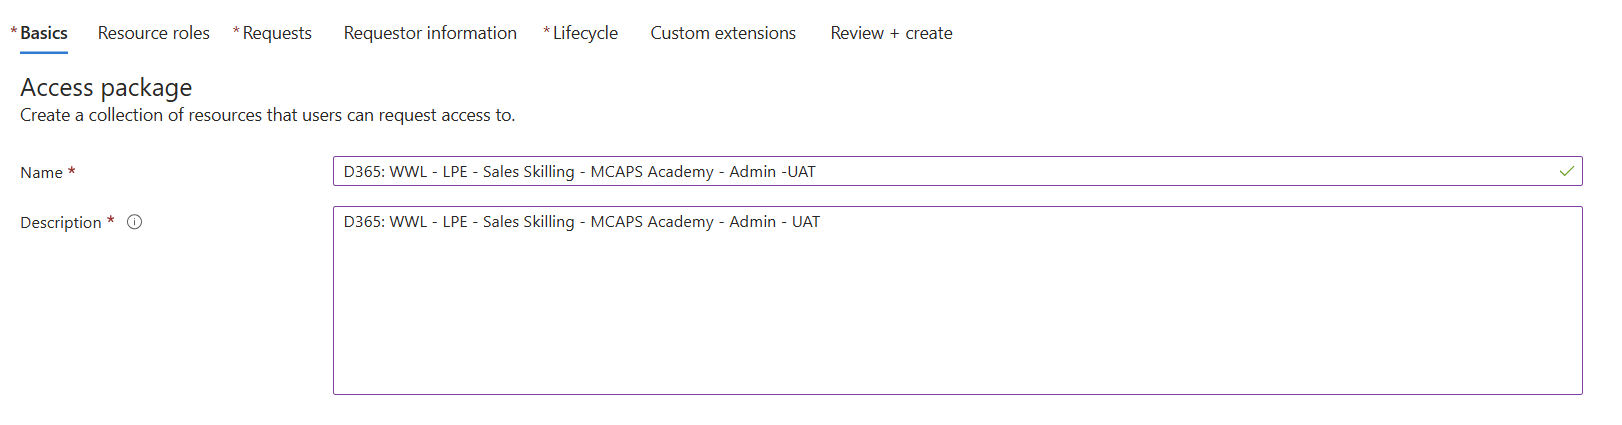 *Basics Resource roles *Requests Requestor information *Lifecycle Custom extensions Review + create
Access package
Create a collection of resources that users can request access to.
Name * D365: WWL - LPE - Sales Skilling - MCAPS Academy - Admin -UAT
Description * D365: WWL - LPE - Sales Skilling - MCAPS Academy - Admin - UAT